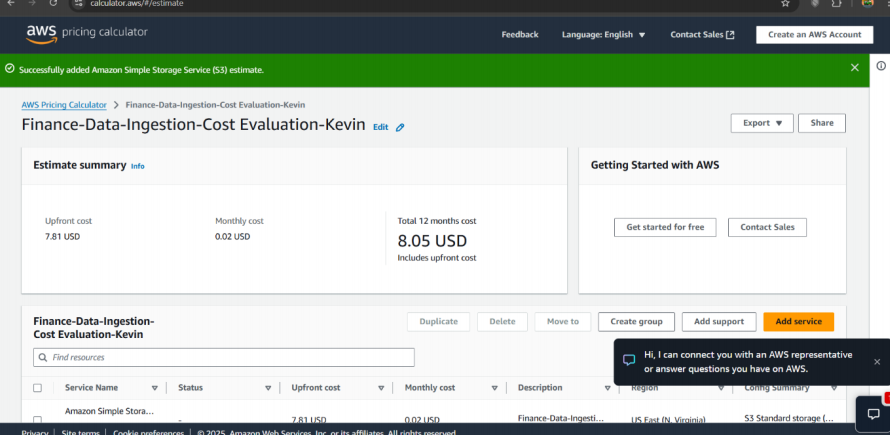 calculator.aws/#/estimate
aws pricing calculator
Feedback
Language: English
Contact Sales
Create an AWS Account
Successfully added Amazon Simple Storage Service (S3) estimate.
AWS Pricing Calculator > Finance-Data-Ingestion-Cost Evaluation-Kevin
Finance-Data-Ingestion-Cost Evaluation-Kevin Edit
Export
Share
Estimate summary Info
Upfront cost
7.81 USD
Monthly cost
0.02 USD
Total 12 months cost
8.05 USD
Includes upfront cost
Getting Started with AWS
Get started for free
Contact Sales
Finance-Data-Ingestion-
Cost Evaluation-Kevin
Duplicate
Delete
Move to
Create group
Add support
Add service
Find resources
Hi, I can connect you with an AWS representative
or answer questions you have on AWS.
Service Name Status Upfront cost Monthly cost Description Region Config Summary
Amazon Simple Stora... - 7.81 USD 0.02 USD Finance-Data-Ingesti... US East (N. Virginia) S3 Standard storage (...
Privacy | Site terms | Cookie preferences | © 2025, Amazon Web Services, Inc. or its affiliates. All rights reserved.